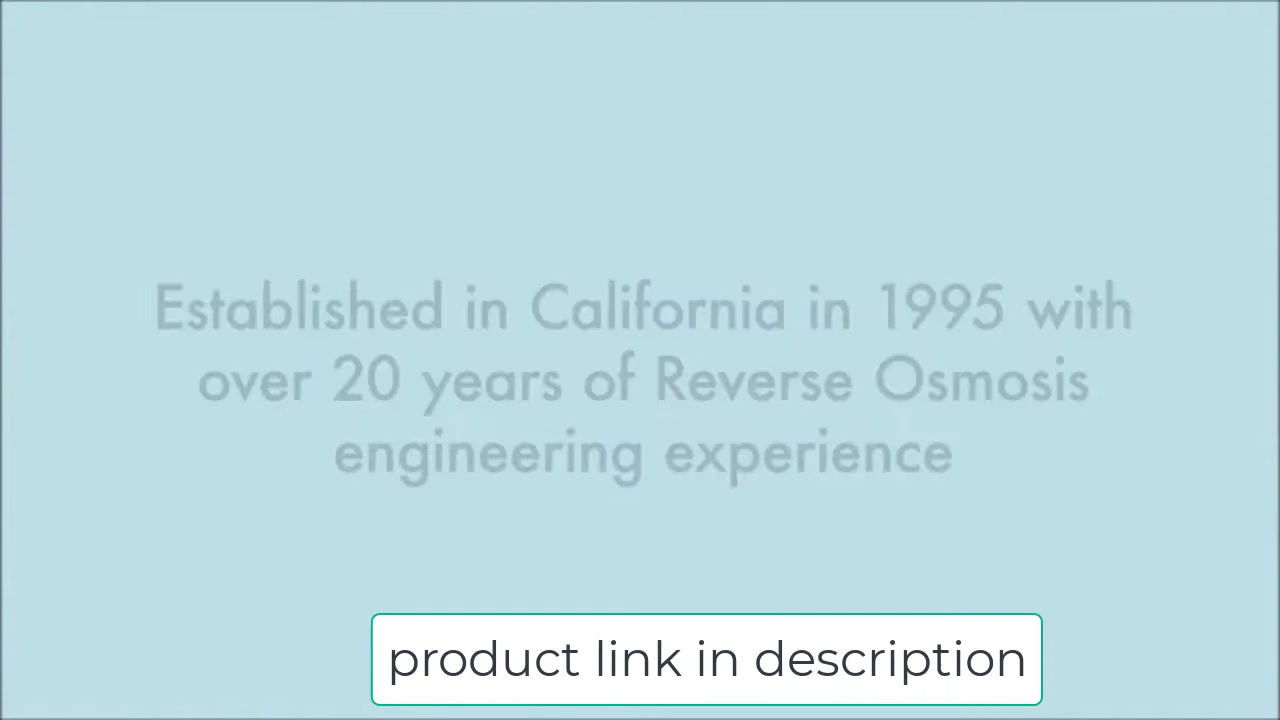 Established in California in 1995 with
over 20 years of Reverse Osmosis
engineering experience
product link in description